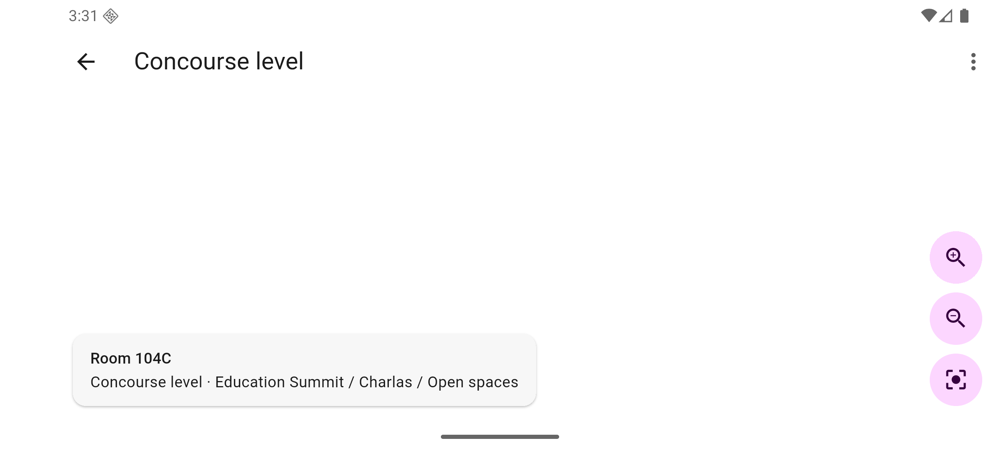 3:31
Concourse level
Room 104C
Concourse level · Education Summit / Charlas / Open spaces